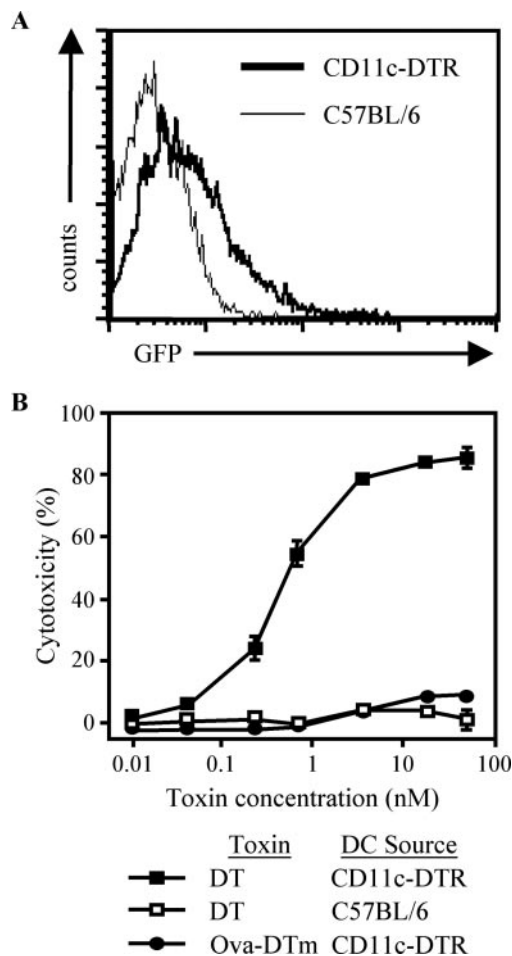 A
CD11c-DTR
C57BL/6
counts
GFP
B
100
80
60
40
20
0
Cytotoxicity (%)
0.01 0.1 1 10 100
Toxin concentration (nM)
Toxin DC Source
DT CD11c-DTR
DT C57BL/6
Ova-DTm CD11c-DTR